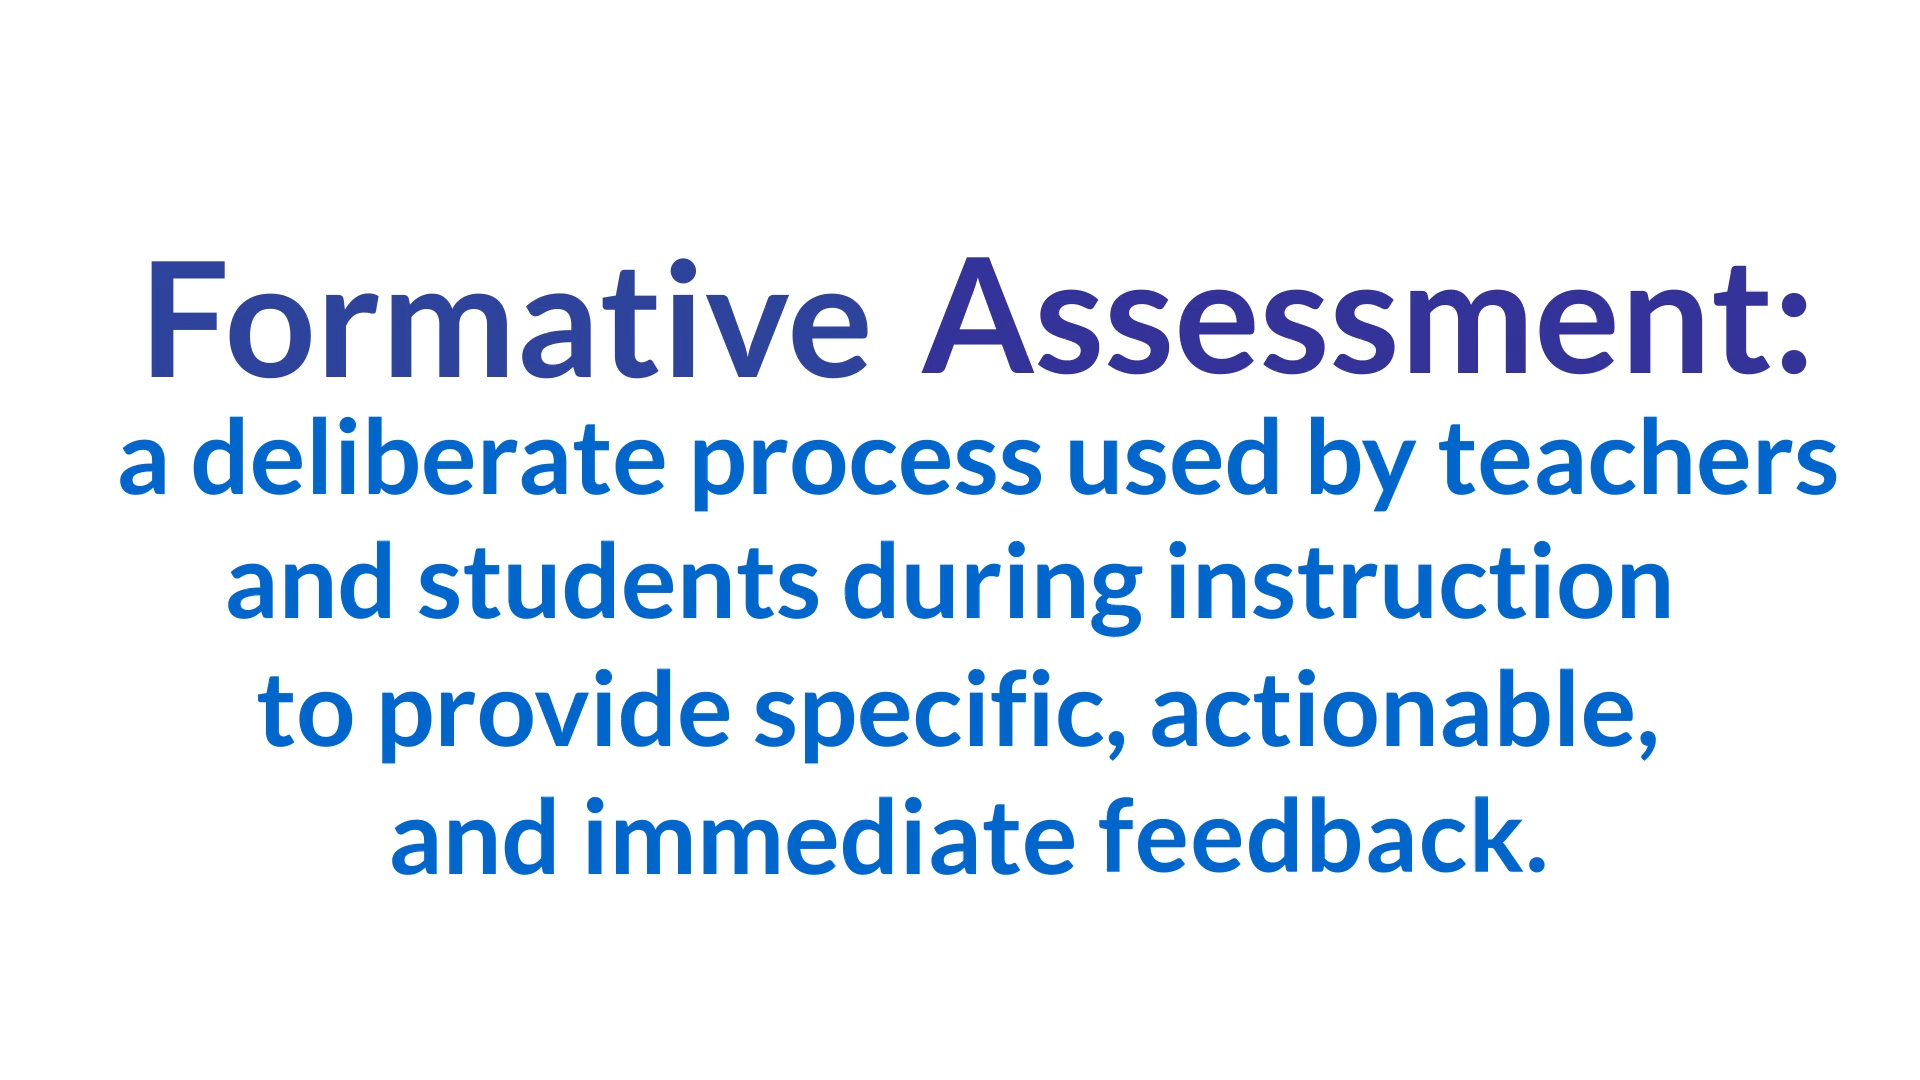 Formative Assessment:
a deliberate process used by teachers
and students during instruction
to provide specific, actionable,
and immediate feedback.